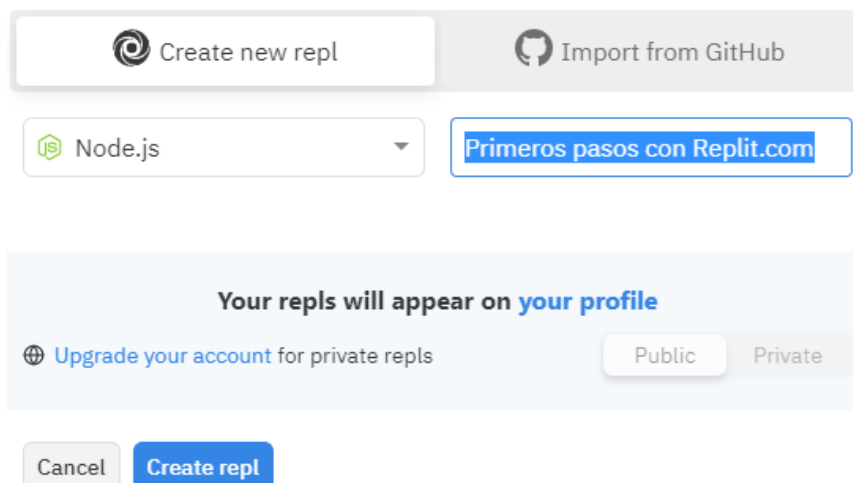 Create new repl
Import from GitHub
JS Node.js
Primeros pasos con Replit.com
Your repls will appear on your profile
Upgrade your account for private repls
Public
Private
Cancel
Create repl